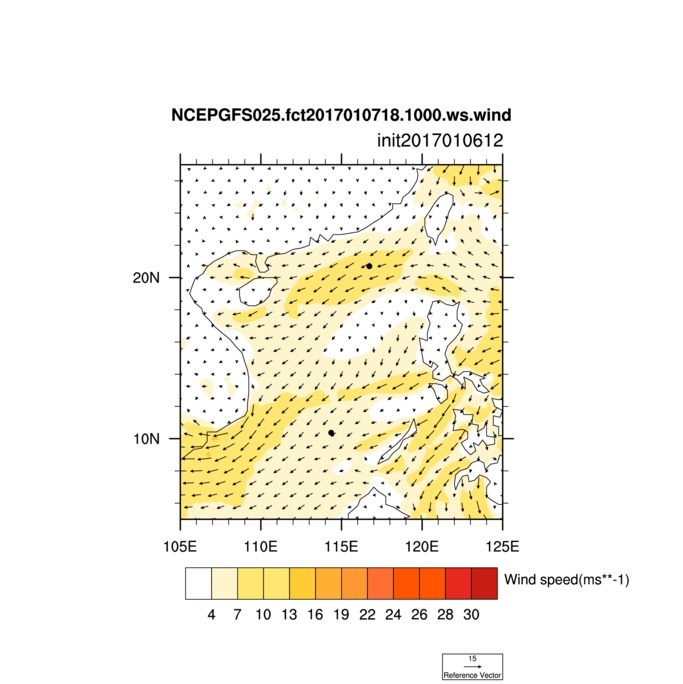 NCEPGFS025.fct2017010718.1000.ws.wind
init2017010612
20N
10N
105E 110E 115E 120E 125E
Wind speed(ms**-1)
4 7 10 13 16 19 22 24 26 28 30
15
Reference Vector